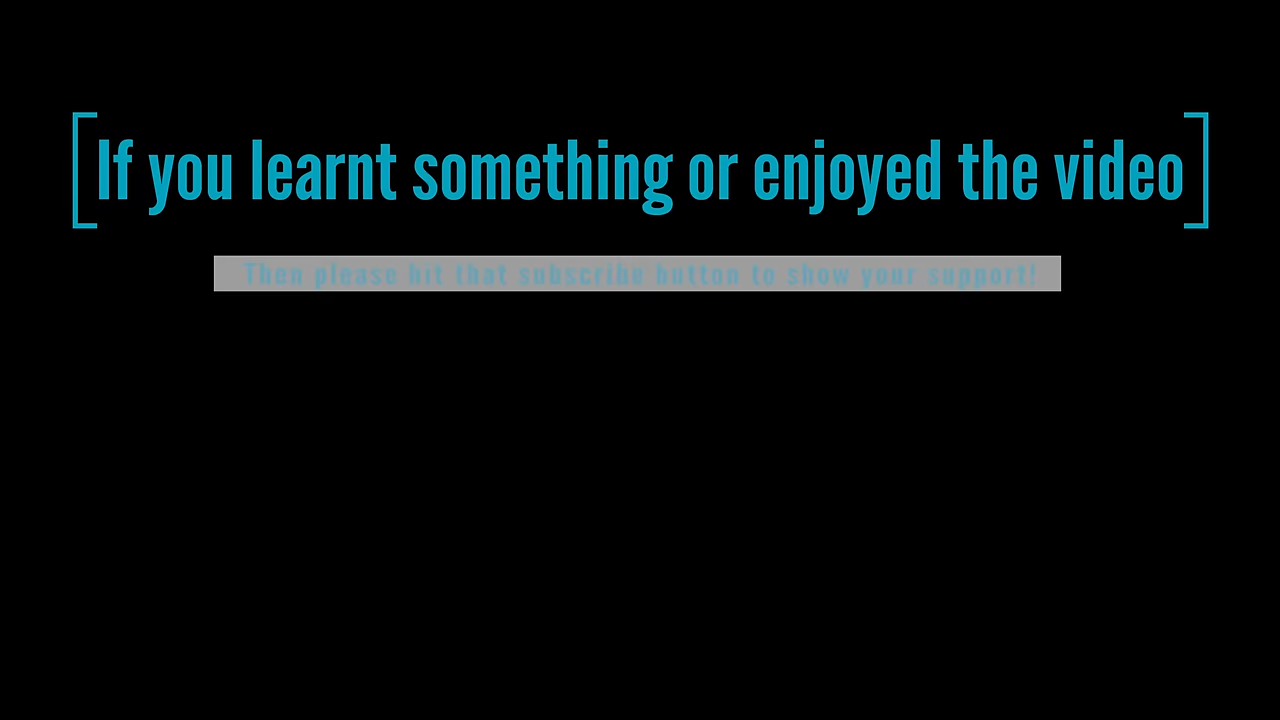 If you learnt something or enjoyed the video
Then please hit that subscribe button to show your support!